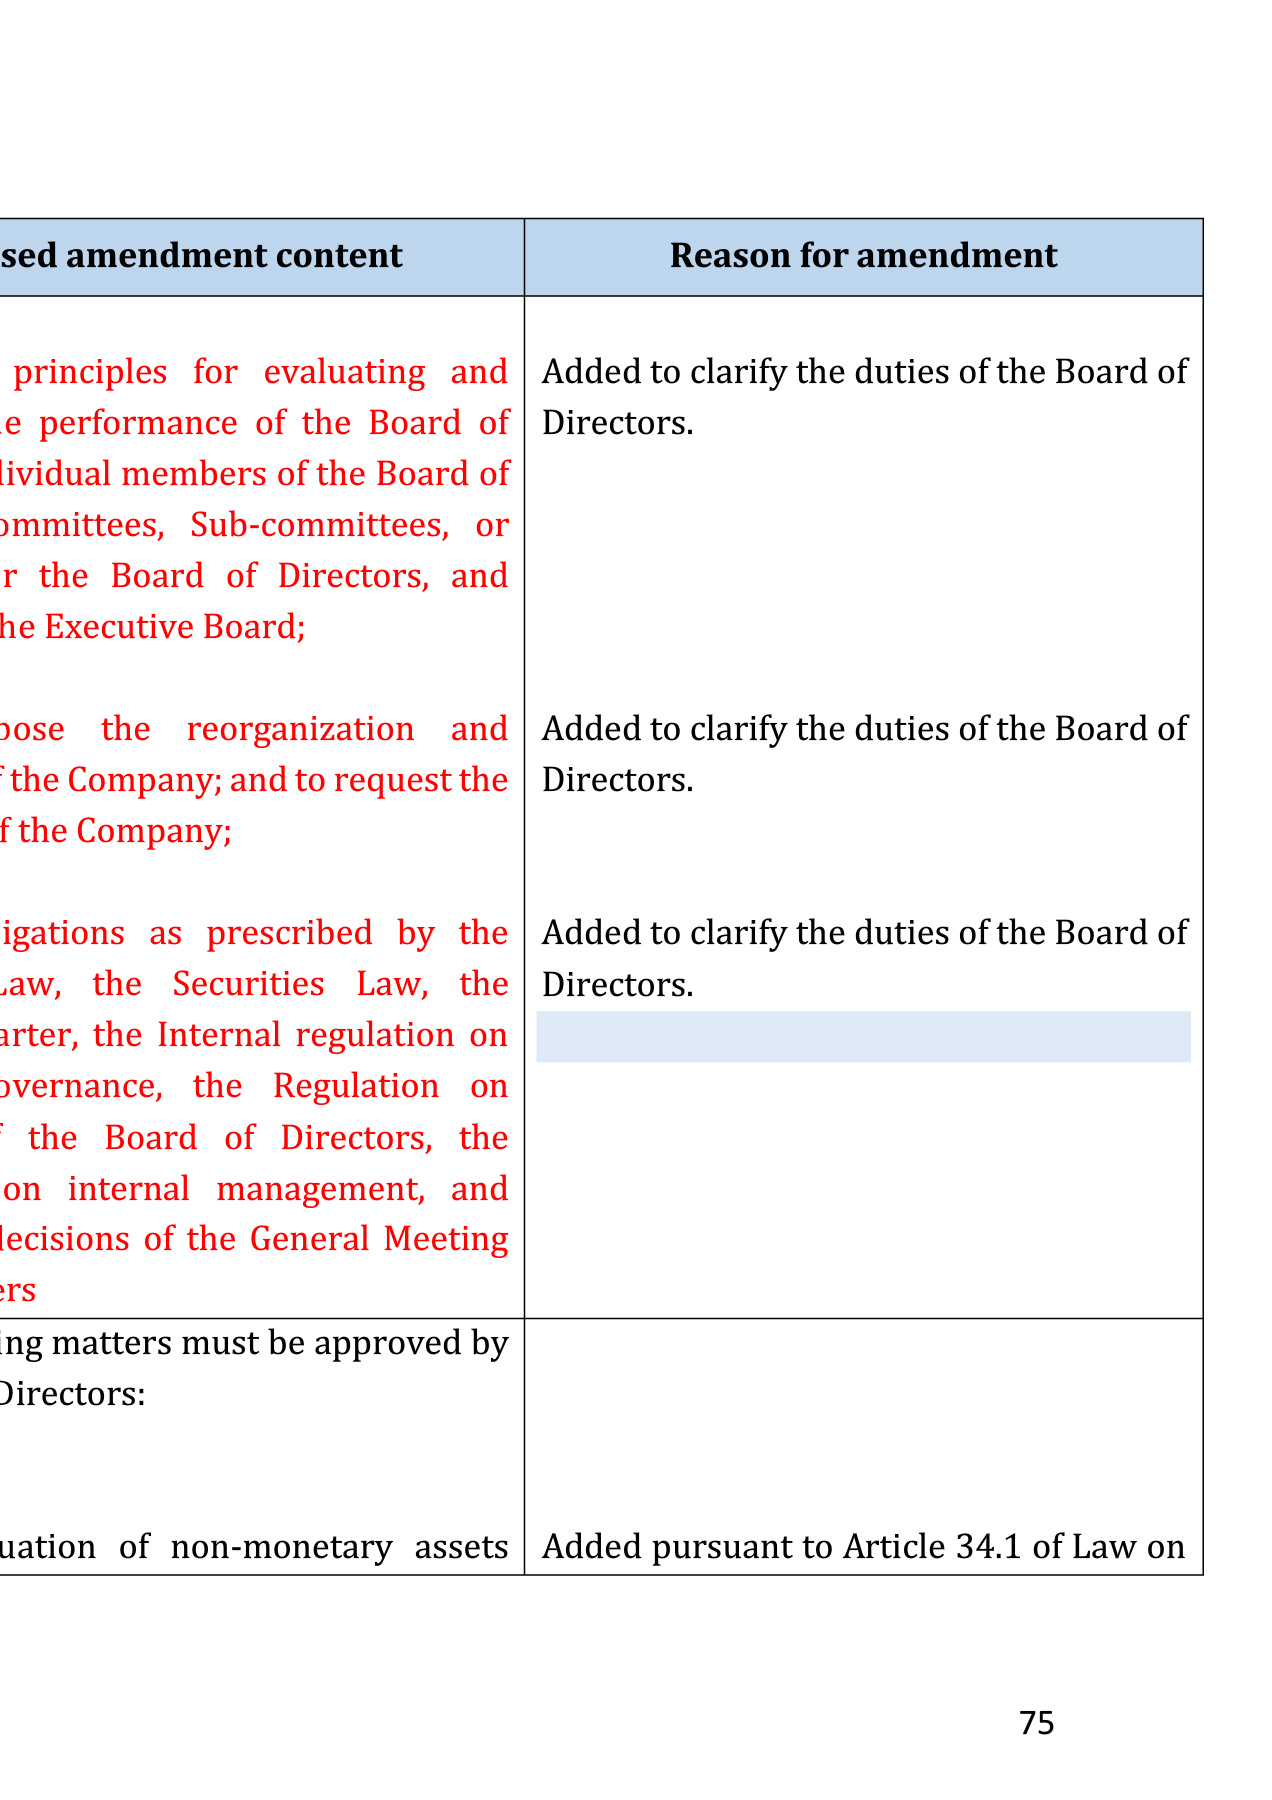 sed amendment content
Reason for amendment
principles for evaluating and
performance of the Board of
dividual members of the Board of
ommittees, Sub-committees, or
r the Board of Directors, and
he Executive Board;
Added to clarify the duties of the Board of
Directors.
pose the reorganization and
f the Company; and to request the
of the Company;
Added to clarify the duties of the Board of
Directors.
igations as prescribed by the
Law, the Securities Law, the
arter, the Internal regulation on
overnance, the Regulation on
f the Board of Directors, the
on internal management, and
decisions of the General Meeting
ers
Added to clarify the duties of the Board of
Directors.
ing matters must be approved by
Directors:
uation of non-monetary assets
Added pursuant to Article 34.1 of Law on
75